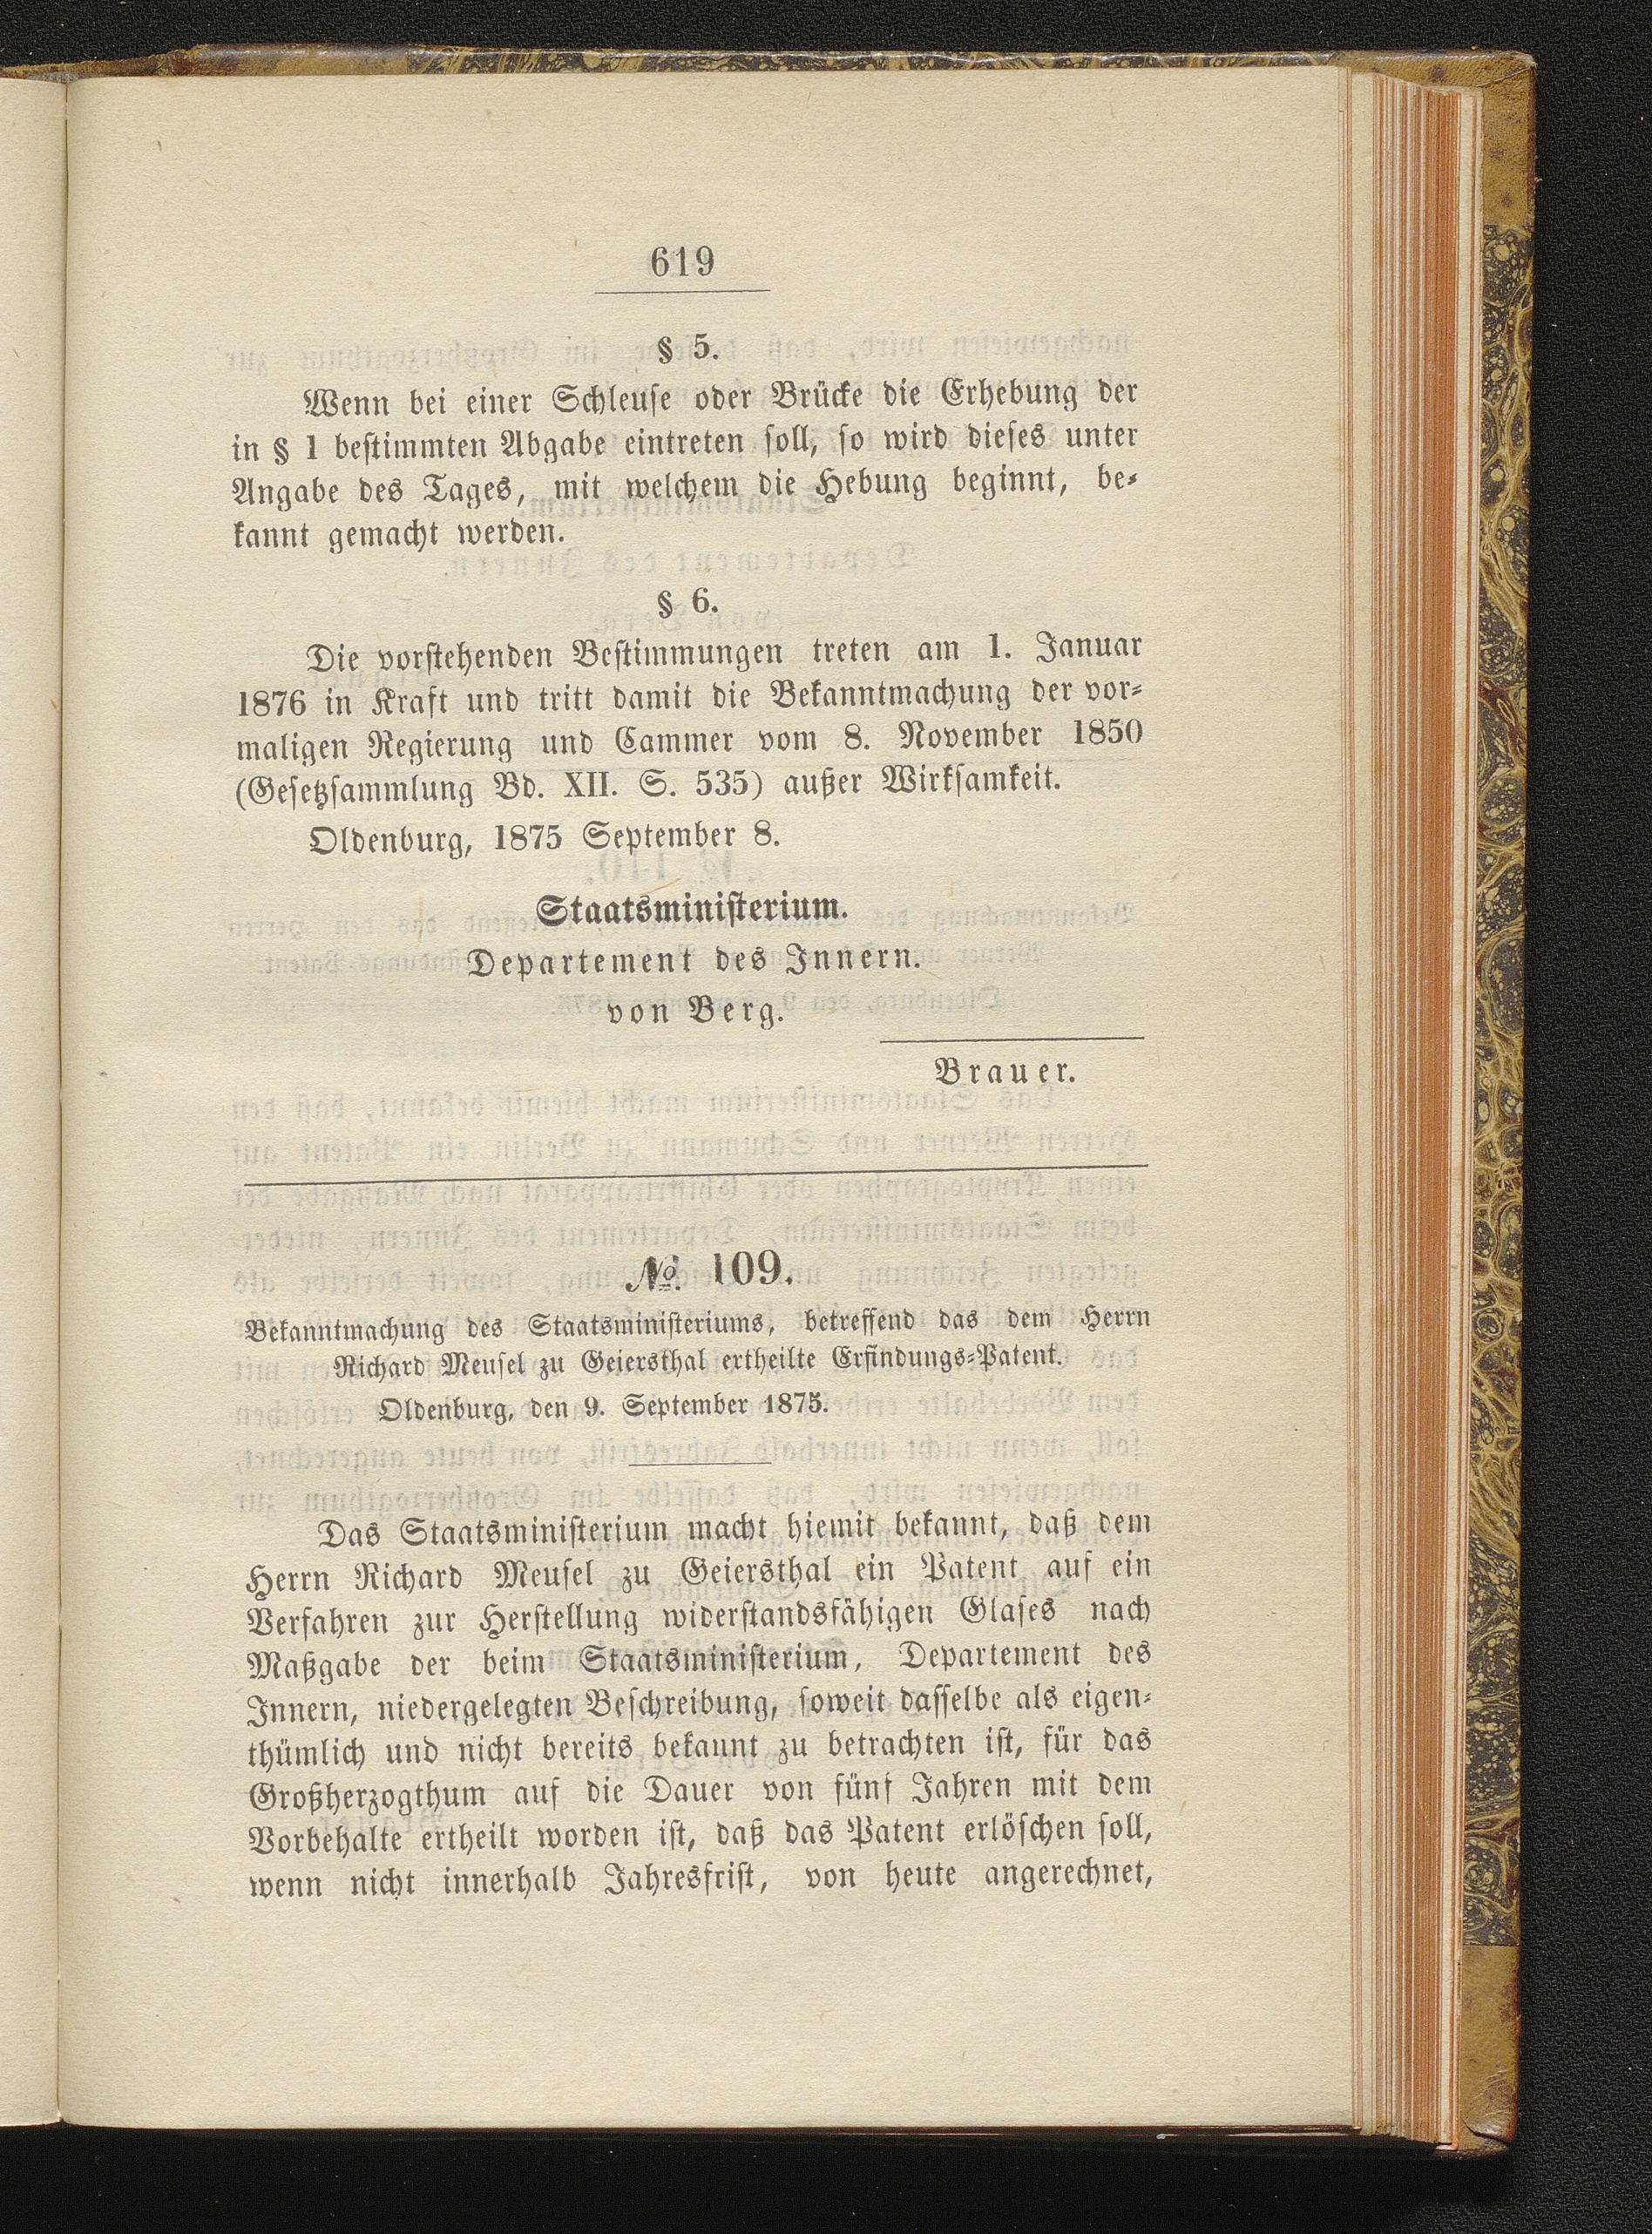 619
§ 5.
Wenn bei einer Schleuse oder Brücke die Erhebung der
in § 1 bestimmten Abgabe eintreten soll, so wird dieses unter
Angabe des Tages, mit welchem die Hebung beginnt, be-
kannt gemacht werden.
§ 6.
Die vorstehenden Bestimmungen treten am 1. Januar
1876 in Kraft und tritt damit die Bekanntmachung der vor-
maligen Regierung und Cammer vom 8. November 1850
(Gesetzsammlung Bd. XII. S. 535) außer Wirksamkeit.
Oldenburg, 1875 September 8.
Staatsministerium.
Departement des Innern.
von Berg.
Brauer.
№ 109.
Bekanntmachung des Staatsministeriums, betreffend das dem Herrn
Richard Meusel zu Geiersthal ertheilte Erfindungs-Patent.
Oldenburg, den 9. September 1875.
Das Staatsministerium macht hiemit bekannt, daß dem
Herrn Richard Meusel zu Geiersthal ein Patent auf ein
Verfahren zur Herstellung widerstandsfähigen Glases nach
Maßgabe der beim Staatsministerium, Departement des
Innern, niedergelegten Beschreibung, soweit dasselbe als eigen-
thümlich und nicht bereits bekannt zu betrachten ist, für das
Großherzogthum auf die Dauer von fünf Jahren mit dem
Vorbehalte ertheilt worden ist, daß das Patent erlöschen soll,
wenn nicht innerhalb Jahresfrist, von heute angerechnet,